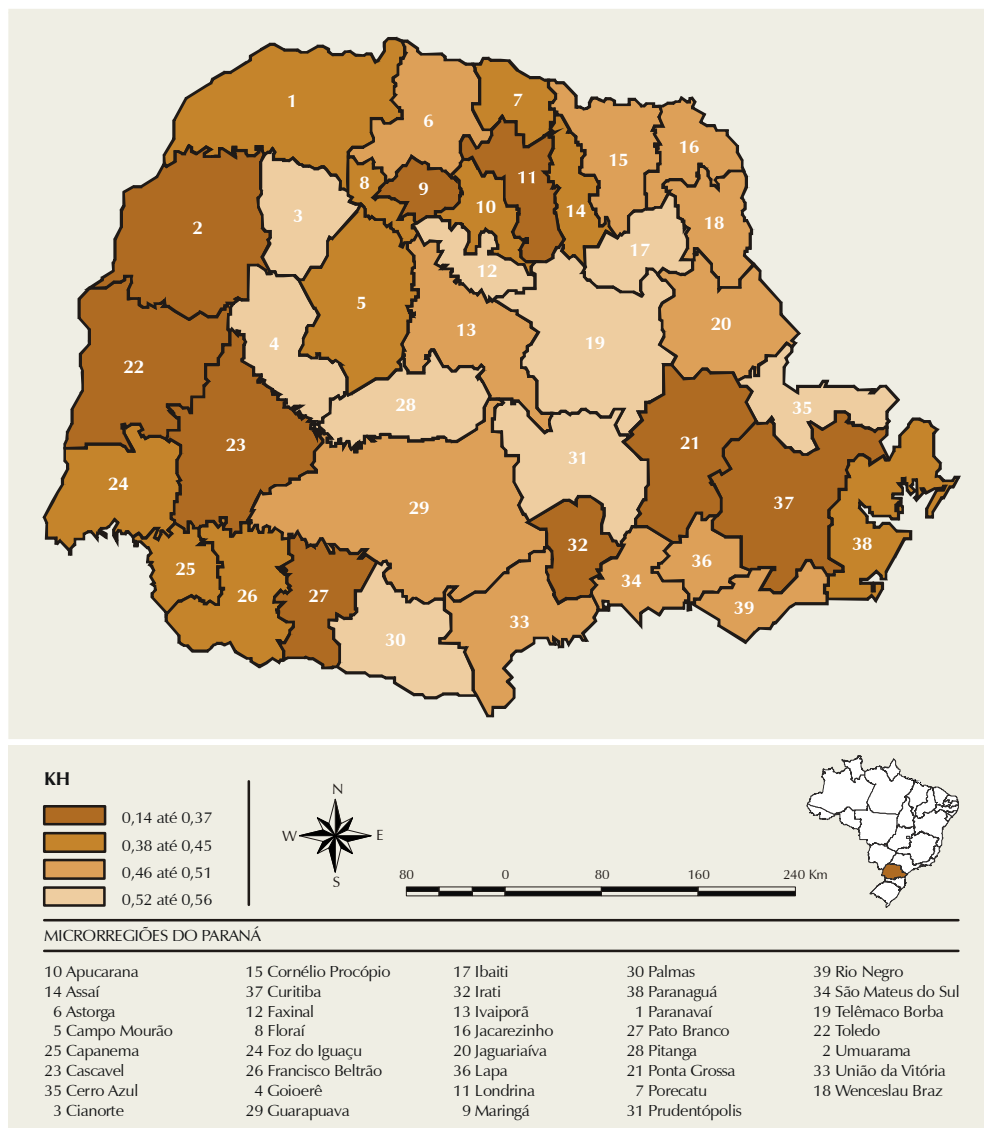 1
7
6
16
15
11
8
9
3
10
14
18
2
17
12
5
20
13
19
4
22
28
35
21
23
31
24
37
29
32
38
36
25
34
26
27
39
33
30
KH
0,14 até 0,37
0,38 até 0,45
0,46 até 0,51
0,52 até 0,56
N
W E
S
80 0 80 160 240 Km
MICRORREGIÕES DO PARANÁ
10 Apucarana
14 Assaí
6 Astorga
5 Campo Mourão
25 Capanema
23 Cascavel
35 Cerro Azul
3 Cianorte
15 Cornélio Procópio
37 Curitiba
12 Faxinal
8 Floraí
24 Foz do Iguaçu
26 Francisco Beltrão
4 Goioerê
29 Guarapuava
17 Ibaiti
32 Irati
13 Ivaiporã
16 Jacarezinho
20 Jaguariaíva
36 Lapa
11 Londrina
9 Maringá
30 Palmas
38 Paranaguá
1 Paranavaí
27 Pato Branco
28 Pitanga
21 Ponta Grossa
7 Porecatu
31 Prudentópolis
39 Rio Negro
34 São Mateus do Sul
19 Telêmaco Borba
22 Toledo
2 Umuarama
33 União da Vitória
18 Wenceslau Braz